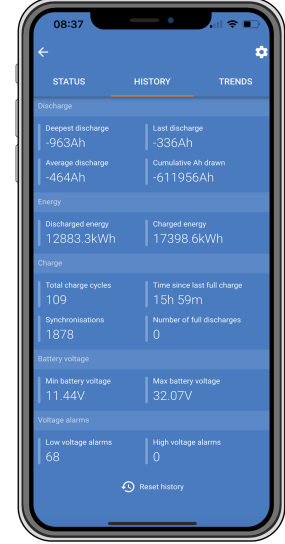 08:37
STATUS HISTORY TRENDS
Discharge
Deepest discharge Last discharge
-963Ah -336Ah
Average discharge Cumulative Ah drawn
-464Ah -611956Ah
Energy
Discharged energy Charged energy
12883.3kWh 17398.6kWh
Charge
Total charge cycles Time since last full charge
109 15h 59m
Synchronisations Number of full discharges
1878 0
Battery voltage
Min battery voltage Max battery voltage
11.44V 32.07V
Voltage alarms
Low voltage alarms High voltage alarms
68 0
Reset history